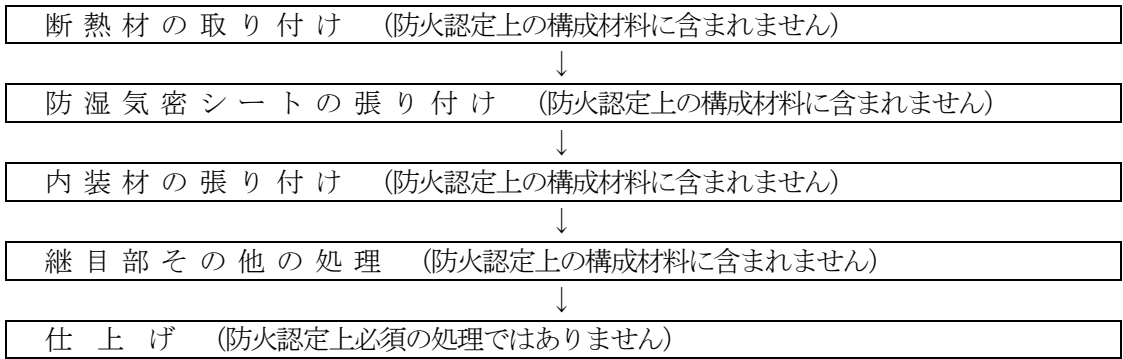 断熱材の取り付け (防火認定上の構成材料に含まれません)
↓
防湿気密シートの張り付け (防火認定上の構成材料に含まれません)
↓
内装材の張り付け (防火認定上の構成材料に含まれません)
↓
継目部その他の処理 (防火認定上の構成材料に含まれません)
↓
仕上げ (防火認定上必須の処理ではありません)